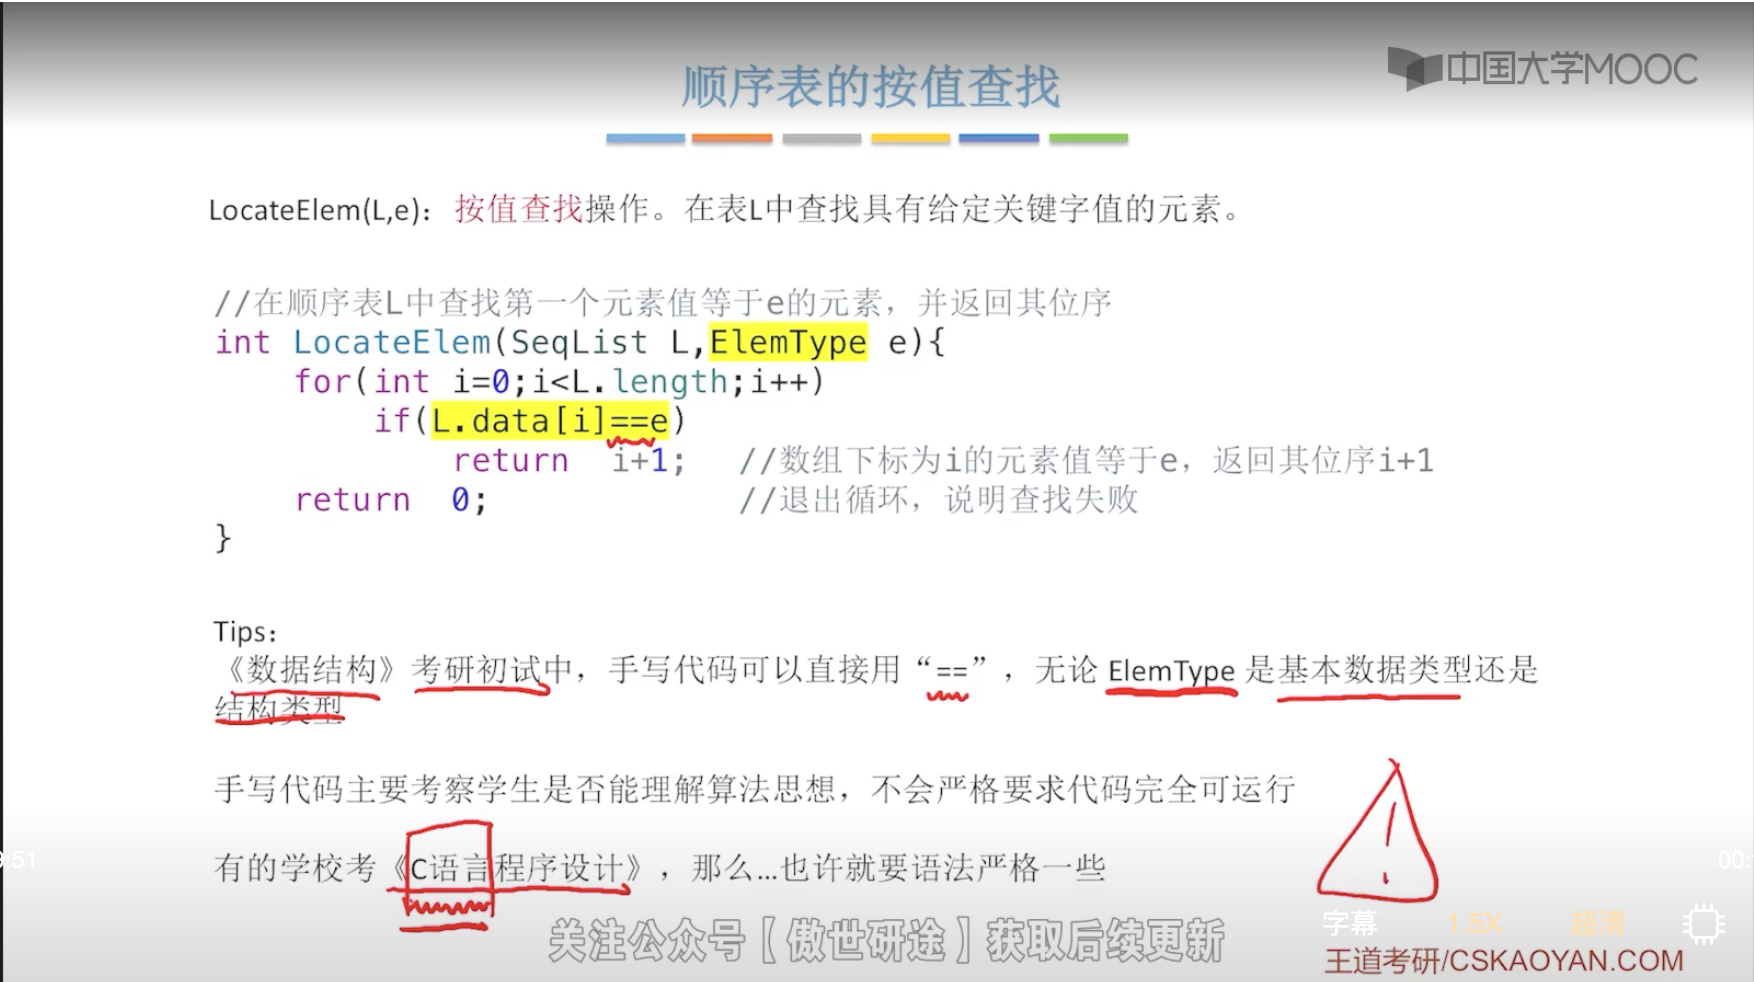 中国大学MOOC
顺序表的按值查找
LocateElem(L,e)：按值查找操作。在表L中查找具有给定关键字值的元素。
//在顺序表L中查找第一个元素值等于e的元素，并返回其位序
int LocateElem(SeqList L,ElemType e){
    for(int i=0;i<L.length;i++)
        if(L.data[i]==e)
            return  i+1;   //数组下标为i的元素值等于e，返回其位序i+1
    return  0;             //退出循环，说明查找失败
}
Tips：
《数据结构》考研初试中，手写代码可以直接用“==”，无论 ElemType 是基本数据类型还是
结构类型
手写代码主要考察学生是否能理解算法思想，不会严格要求代码完全可运行
有的学校考《C语言程序设计》，那么…也许就要语法严格一些
字幕 1.5X 超清
关注公众号【傲世研途】获取后续更新
王道考研/CSKAOYAN.COM